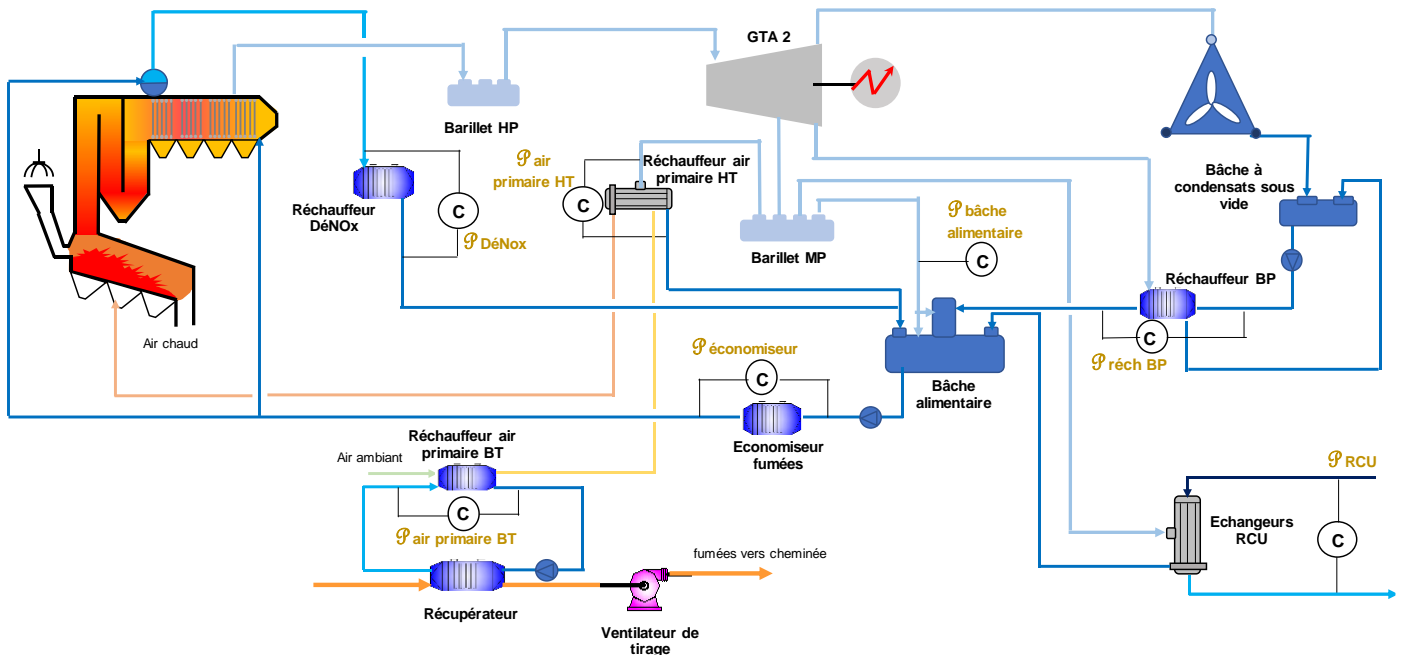 GTA 2
Barillet HP
𝒫 air
primaire HT
Réchauffeur air
primaire HT
C
Bâche à
condensats sous
vide
Réchauffeur
DéNOx
C
𝒫 DéNox
𝒫 bâche
alimentaire
C
Barillet MP
Réchauffeur BP
C
𝒫 réch BP
Air chaud
𝒫 économiseur
C
Bâche
alimentaire
Economiseur
fumées
Réchauffeur air
primaire BT
Air ambiant
C
𝒫 air primaire BT
𝒫 RCU
Echangeurs
RCU
C
fumées vers cheminée
Récupérateur
Ventilateur de
tirage